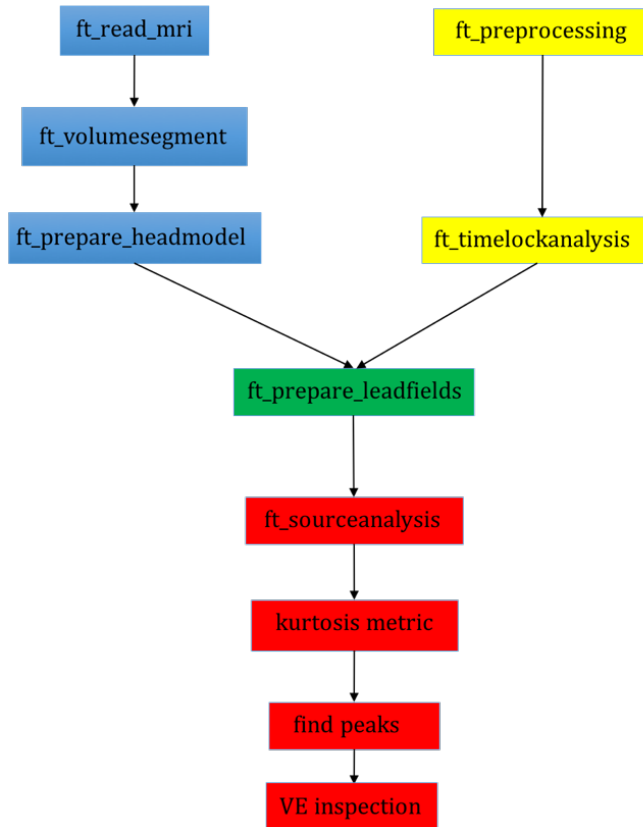 ft_read_mri
ft_preprocessing
ft_volumesegment
ft_prepare_headmodel
ft_timelockanalysis
ft_prepare_leadfields
ft_sourceanalysis
kurtosis metric
find peaks
VE inspection